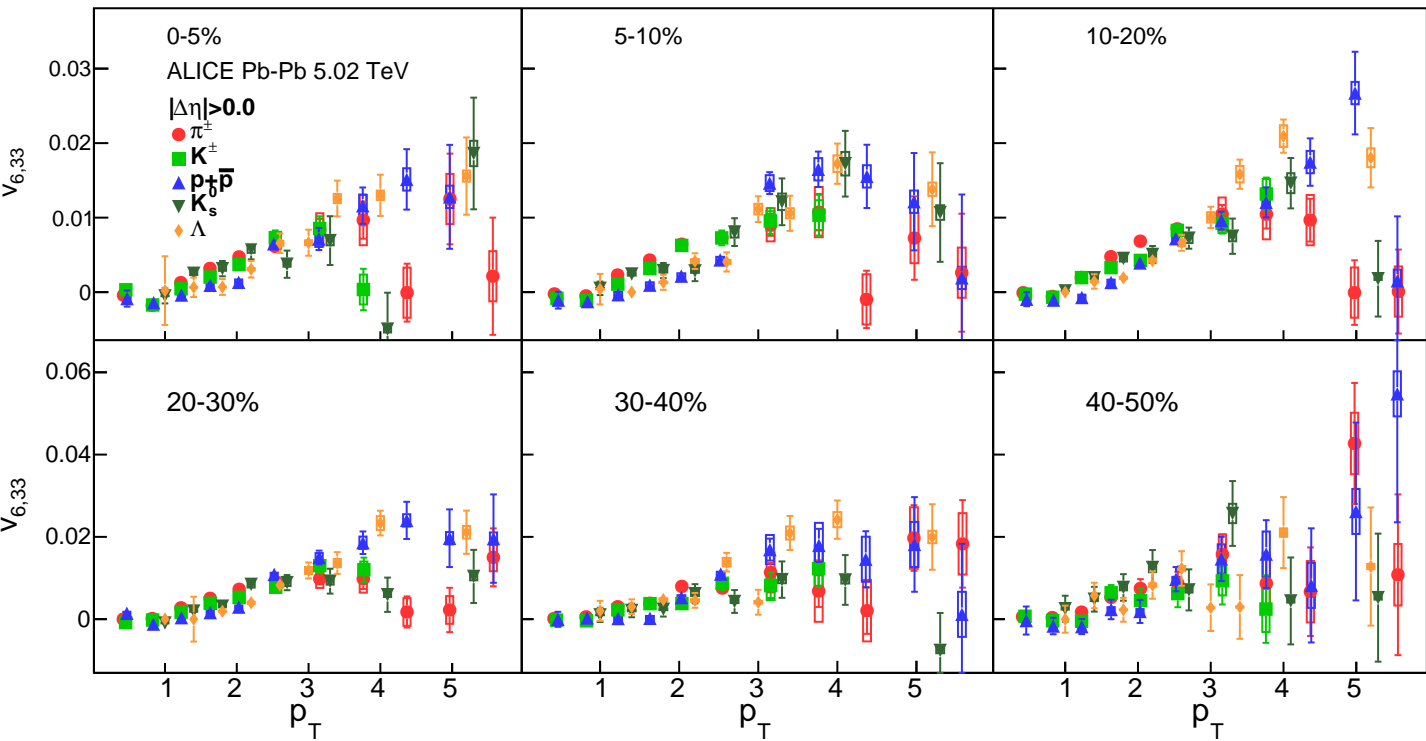 0-5%
5-10%
10-20%
ALICE Pb-Pb 5.02 TeV
|Δη|>0.0
π±
K±
p+p̅
K⁰ₛ
Λ
v6,33
0.03
0.02
0.01
0
20-30%
30-40%
40-50%
v6,33
0.06
0.04
0.02
0
1 2 3 4 5
1 2 3 4 5
1 2 3 4 5
pT
pT
pT